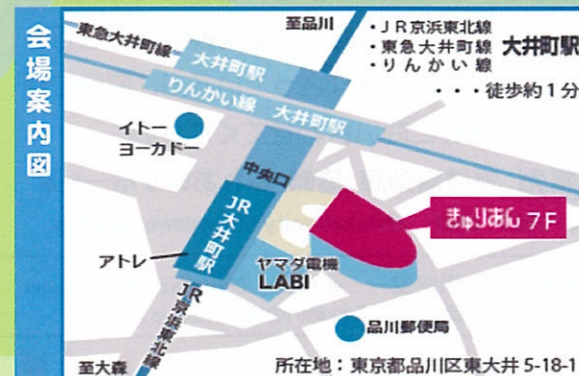 会場案内図
至品川
・JR京浜東北線
・東急大井町線 大井町駅
・りんかい線
・・・徒歩約1分
東急大井町線
大井町駅
りんかい線 大井町駅
イトー
ヨーカドー
中央口
JR
大井町駅
きゅりあん 7F
アトレ
ヤマダ電機
LABI
JR京浜東北線
品川郵便局
至大森
所在地：東京都品川区東大井 5-18-1